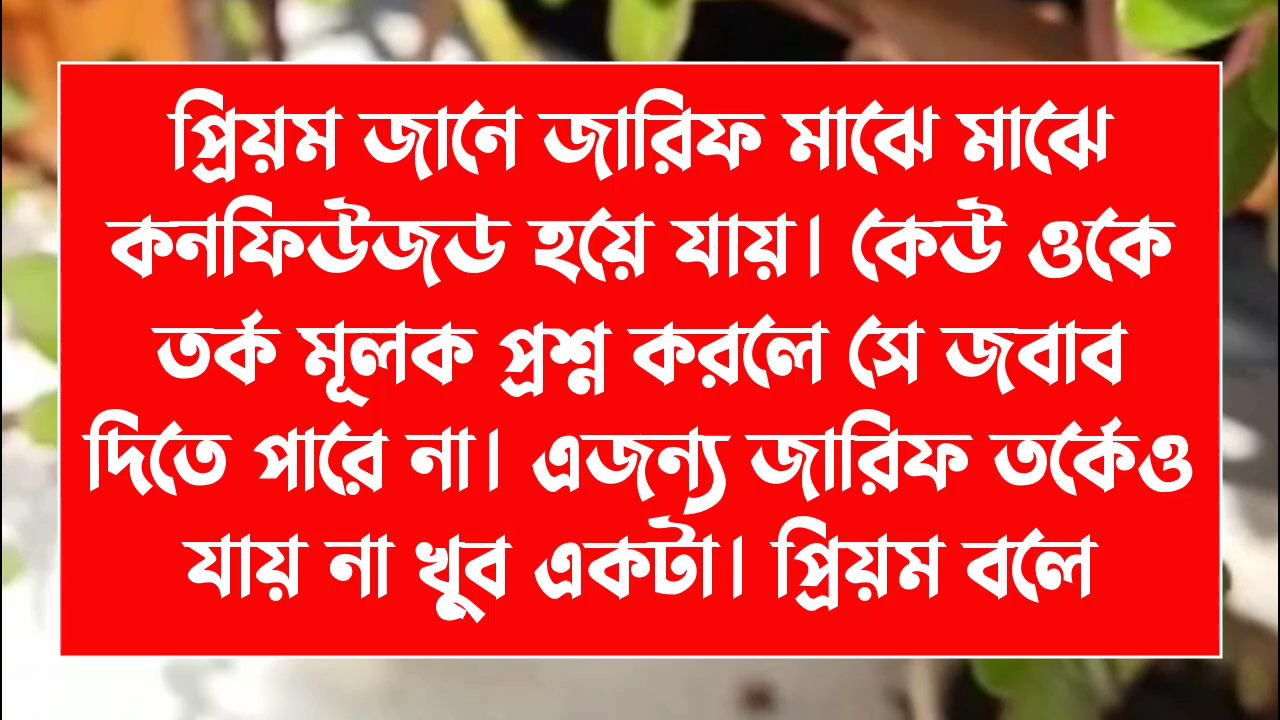 প্রিয়ম জানে জারিফ মাঝে মাঝে
কনফিউজড হয়ে যায়। কেউ ওকে
তর্ক মূলক প্রশ্ন করলে সে জবাব
দিতে পারে না। এজন্য জারিফ তর্কেও
যায় না খুব একটা। প্রিয়ম বলে